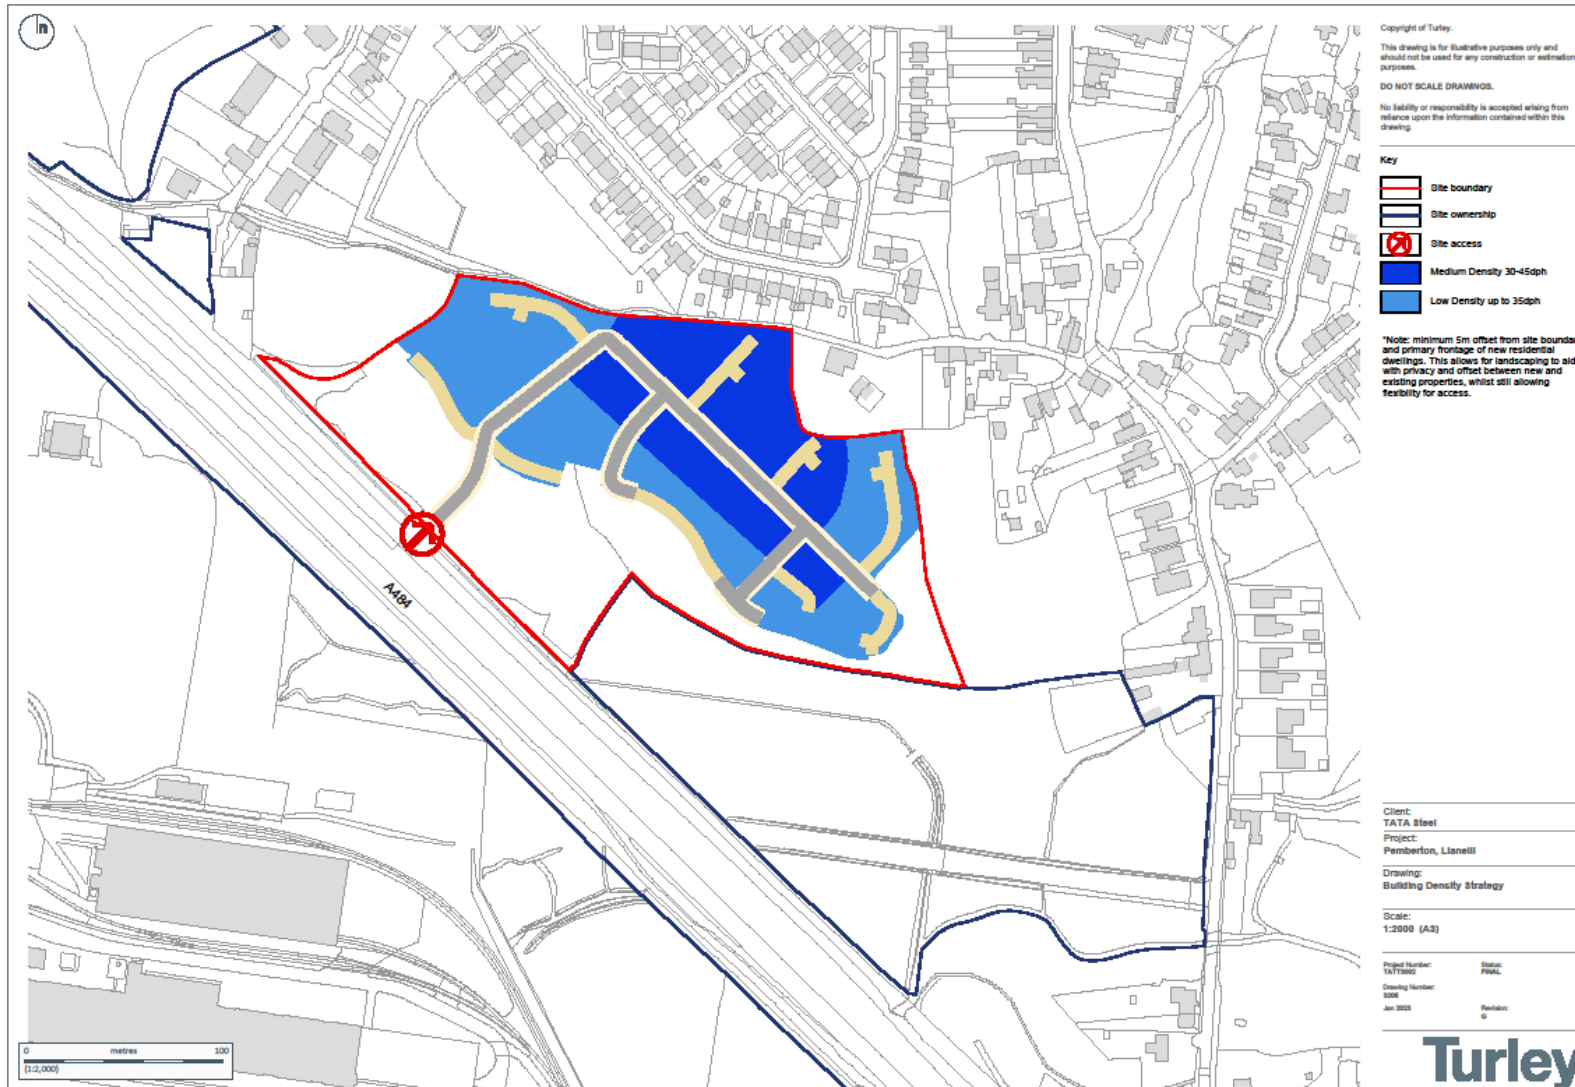 n
Copyright of Turley.
This drawing is for illustrative purposes only and
should not be used for any construction or estimation
purposes.
DO NOT SCALE DRAWINGS.
No liability or responsibility is accepted arising from
reliance upon the information contained within this
drawing.
Key
Site boundary
Site ownership
Site access
Medium Density 30-45dph
Low Density up to 35dph
*Note: minimum 5m offset from site boundar
and primary frontage of new residential
dwellings. This allows for landscaping to aid
with privacy and offset between new and
existing properties, whilst still allowing
flexibility for access.
A484
Client:
TATA Steel
Project:
Pemberton, Llanelli
Drawing:
Building Density Strategy
Scale:
1:2000 (A3)
Project Number:
Status:
TATT3002
FINAL
Drawing Number:
Jan 2023
Revision:
G
0 metres 100
(1:2,000)
Turley